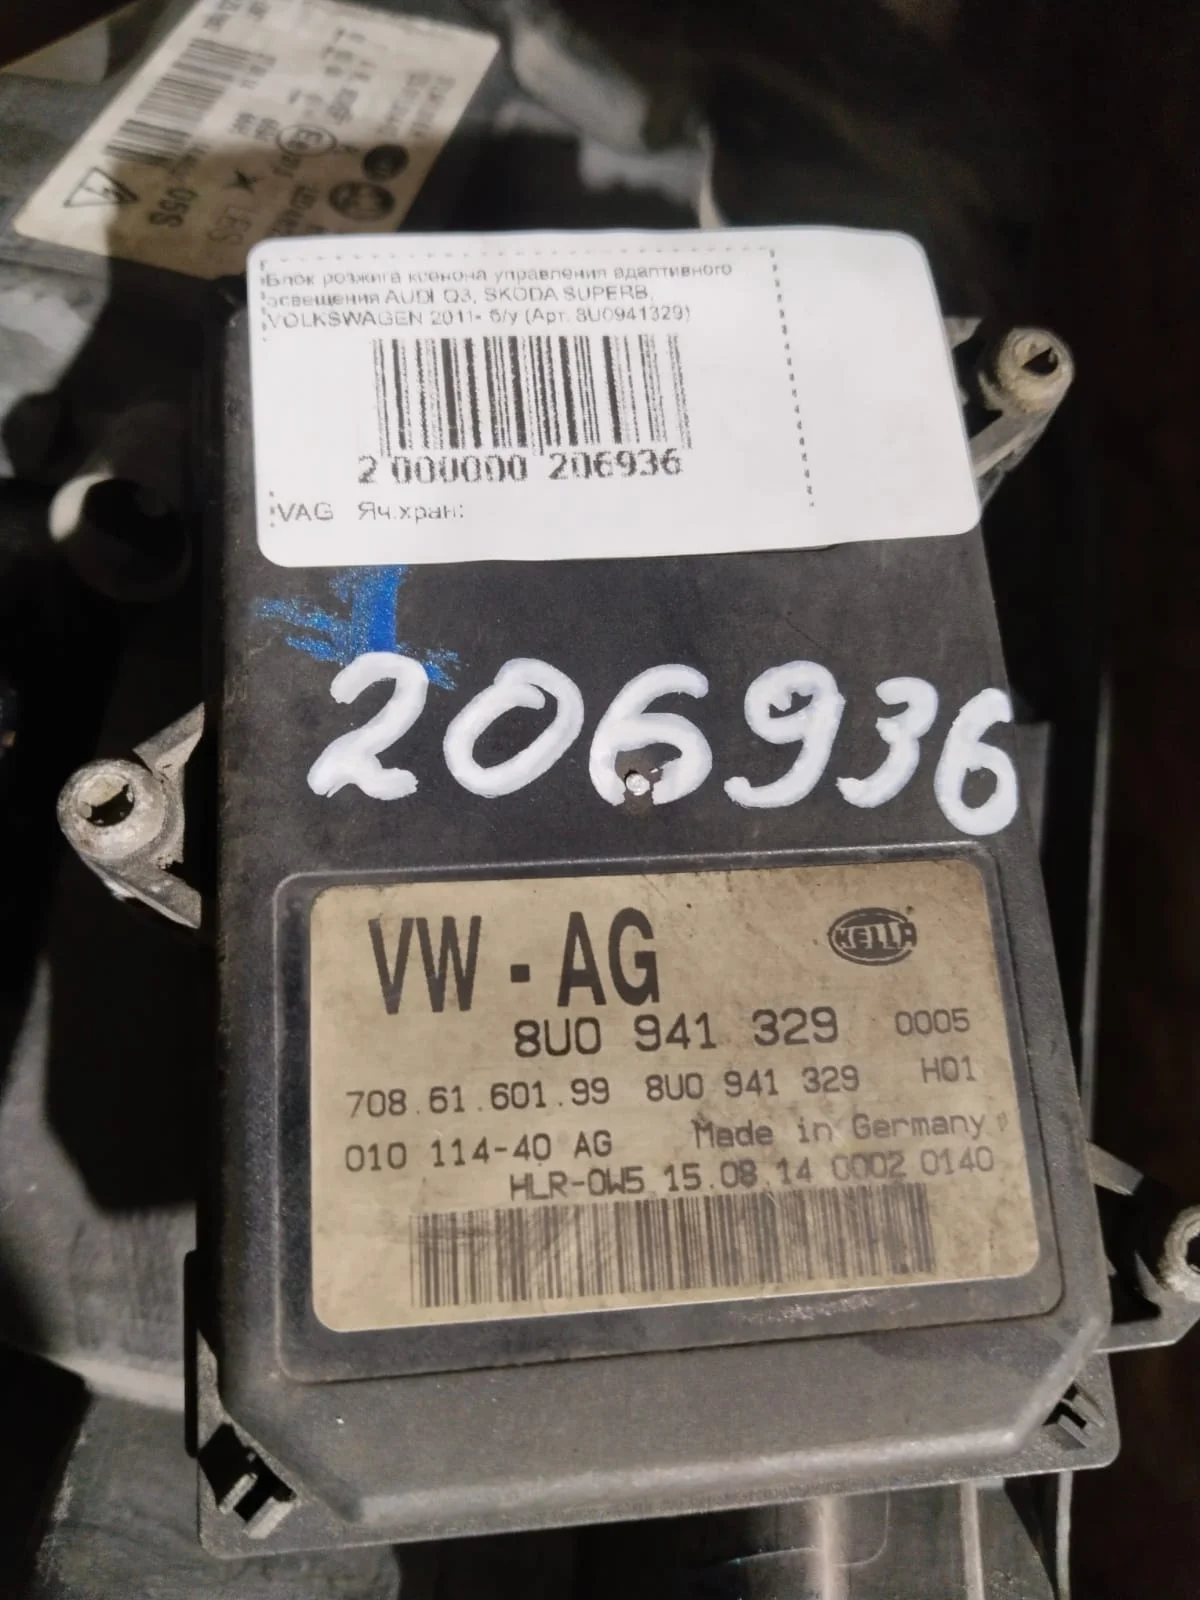 05S
Блок розжига ксенона управления адаптивного
освещения AUDI Q3, SKODA SUPERB,
VOLKSWAGEN 2011- б/у (Арт. 8U0941329)
2 000000 206936
VAG Яч.хран:
206936
VW - AG HELLA
8U0 941 329 0005
708.61.601.99 8U0 941 329 H01
010 114-40 AG Made in Germany
HLR-0W5 15.08.14 0002 0140